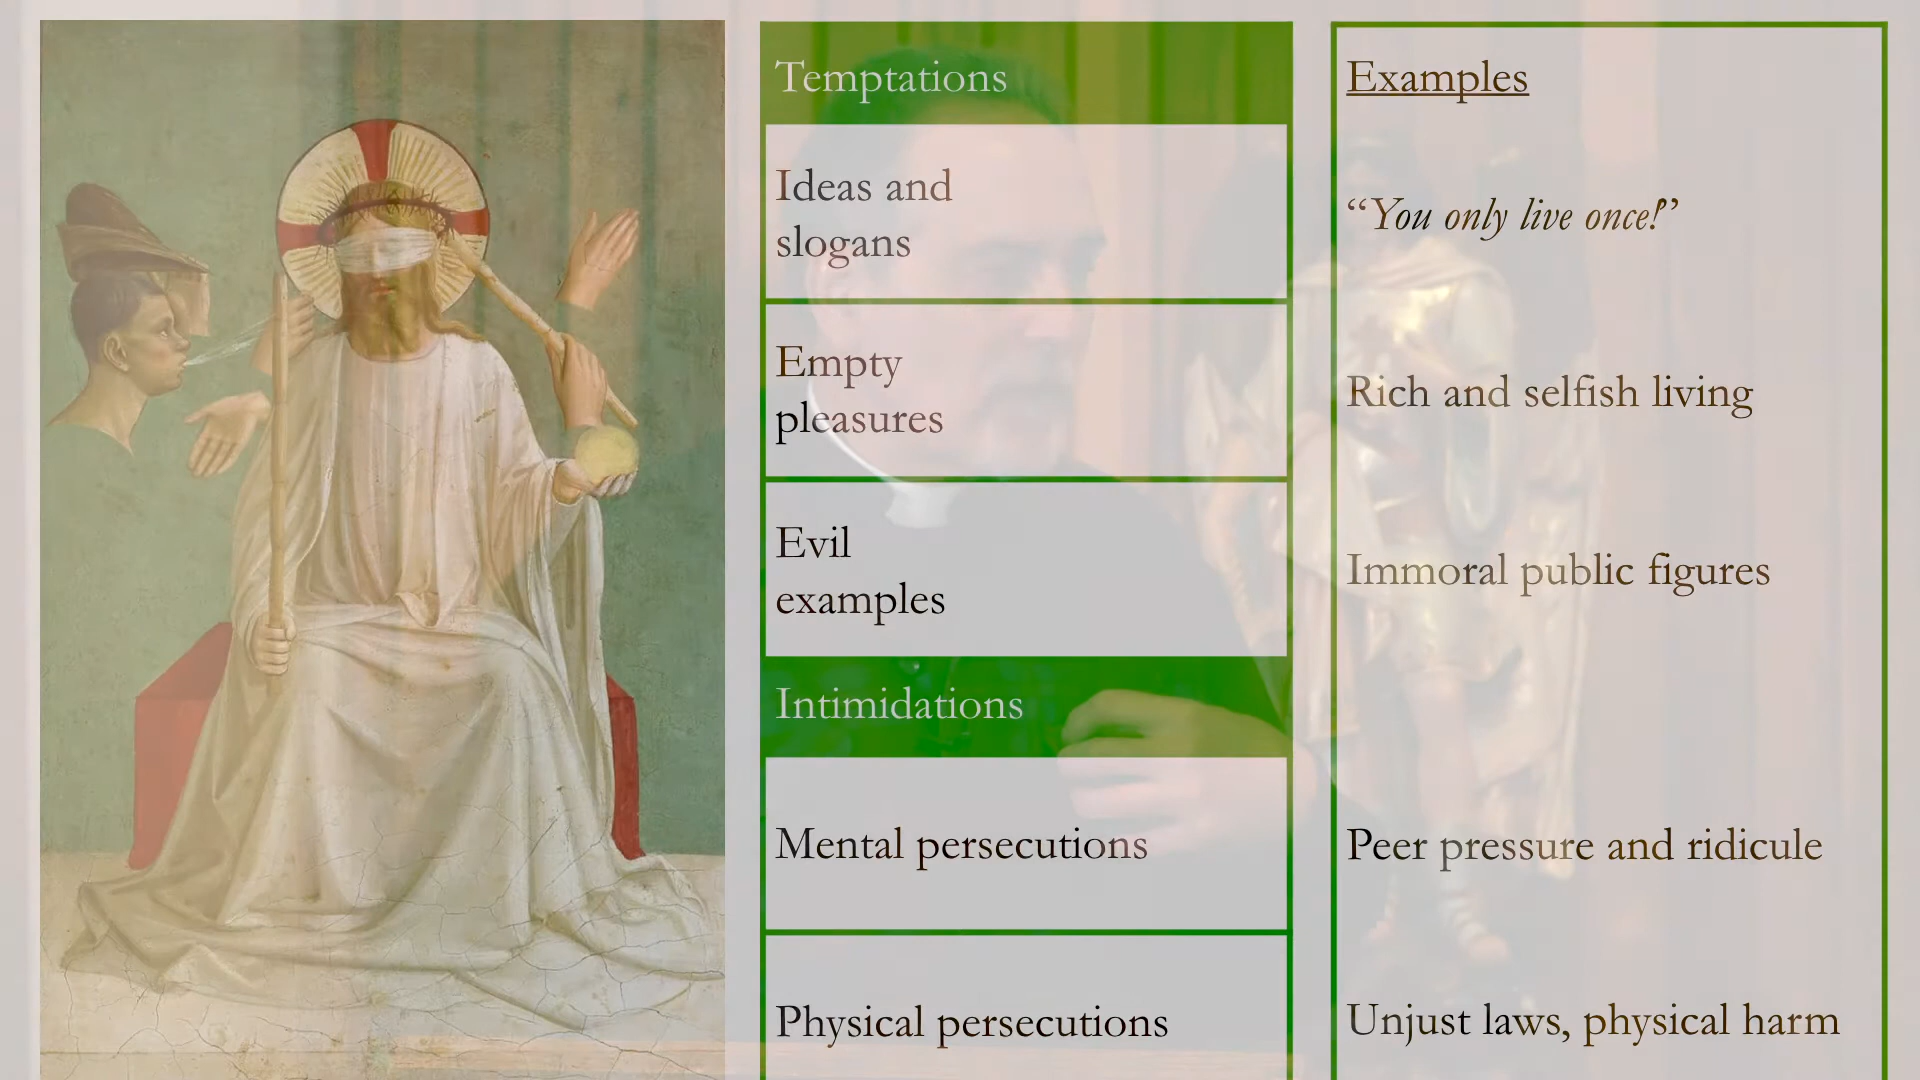 Temptations
Ideas and
slogans
Empty
pleasures
Evil
examples
Intimidations
Mental persecutions
Physical persecutions
Examples
“You only live once!”
Rich and selfish living
Immoral public figures
Peer pressure and ridicule
Unjust laws, physical harm